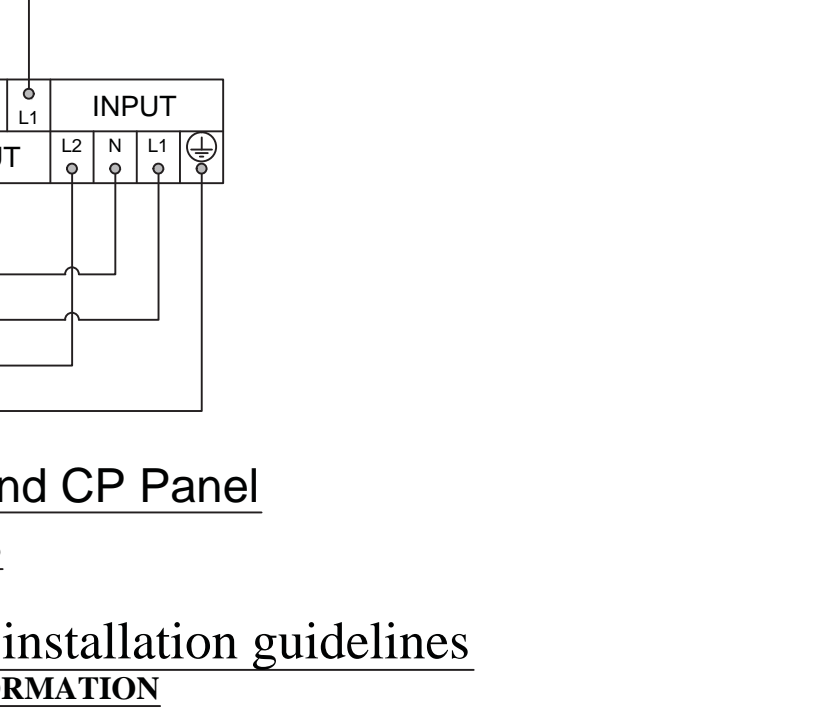 INPUT
L1
L2 N L1
UT
nd CP Panel
installation guidelines
RMATION